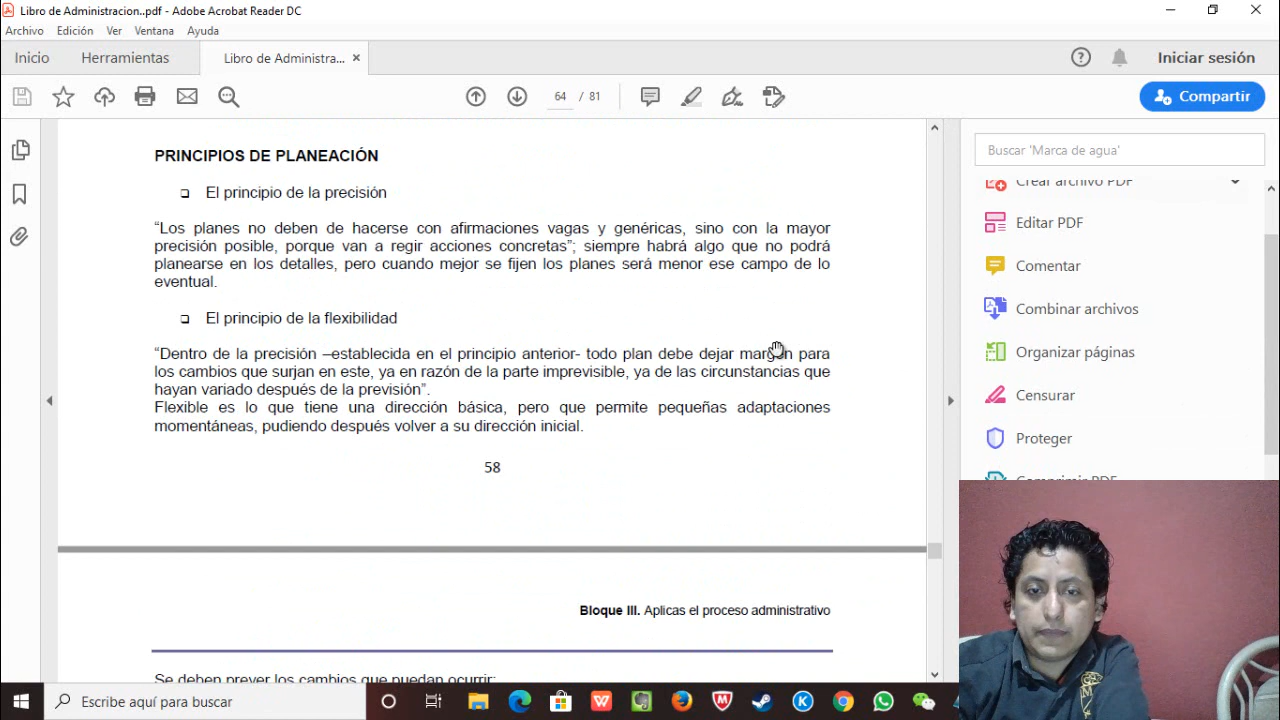 Libro de Administracion..pdf - Adobe Acrobat Reader DC
Archivo Edición Ver Ventana Ayuda
Inicio Herramientas Libro de Administra... Iniciar sesión
64 / 81 Compartir
PRINCIPIOS DE PLANEACIÓN
Buscar 'Marca de agua'
Crear archivo PDF
Editar PDF
Comentar
Combinar archivos
Organizar páginas
Censurar
Proteger
Comprimir PDF
El principio de la precisión
“Los planes no deben de hacerse con afirmaciones vagas y genéricas, sino con la mayor
precisión posible, porque van a regir acciones concretas”; siempre habrá algo que no podrá
planearse en los detalles, pero cuando mejor se fijen los planes será menor ese campo de lo
eventual.
El principio de la flexibilidad
“Dentro de la precisión –establecida en el principio anterior- todo plan debe dejar margen para
los cambios que surjan en este, ya en razón de la parte imprevisible, ya de las circunstancias que
hayan variado después de la previsión”.
Flexible es lo que tiene una dirección básica, pero que permite pequeñas adaptaciones
momentáneas, pudiendo después volver a su dirección inicial.
58
Bloque III. Aplicas el proceso administrativo
Se deben prever los cambios que puedan ocurrir:
Escribe aquí para buscar